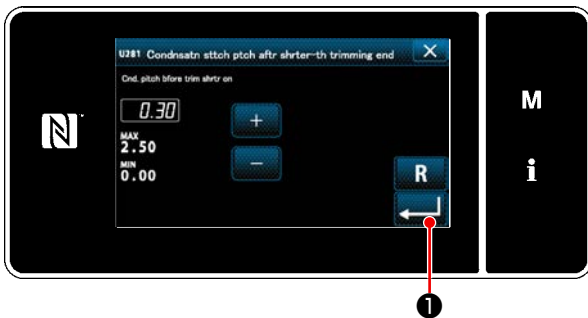 U281 Condnsatn sttch ptch aftr shrter-th trimming end
Cnd. pitch bfore trim shrtr on
0.30
+
MAX
2.50
MIN
0.00
−
R
M
i
N
1